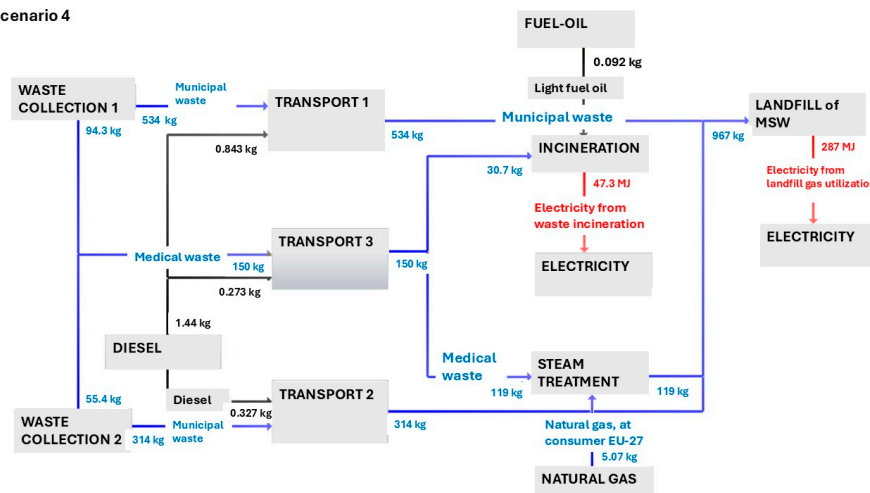 cenario 4
FUEL-OIL
0.092 kg
Light fuel oil
WASTE
COLLECTION 1
Municipal
waste
534 kg
94.3 kg
TRANSPORT 1
534 kg
0.843 kg
Municipal waste
LANDFILL of
MSW
967 kg
287 MJ
Electricity from
landfill gas utilizatio
ELECTRICITY
INCINERATION
30.7 kg
47.3 MJ
Electricity from
waste incineration
ELECTRICITY
Medical waste
150 kg
TRANSPORT 3
150 kg
0.273 kg
1.44 kg
DIESEL
Diesel
0.327 kg
Medical
waste
119 kg
STEAM
TREATMENT
119 kg
55.4 kg
WASTE
COLLECTION 2
314 kg
Municipal
waste
TRANSPORT 2
314 kg
Natural gas, at
consumer EU-27
5.07 kg
NATURAL GAS